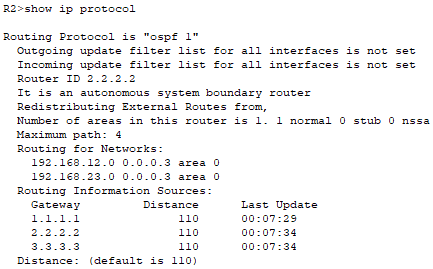 R2>show ip protocol
Routing Protocol is "ospf 1"
Outgoing update filter list for all interfaces is not set
Incoming update filter list for all interfaces is not set
Router ID 2.2.2.2
It is an autonomous system boundary router
Redistributing External Routes from,
Number of areas in this router is 1. 1 normal 0 stub 0 nssa
Maximum path: 4
Routing for Networks:
192.168.12.0 0.0.0.3 area 0
192.168.23.0 0.0.0.3 area 0
Routing Information Sources:
Gateway Distance Last Update
1.1.1.1 110 00:07:29
2.2.2.2 110 00:07:34
3.3.3.3 110 00:07:34
Distance: (default is 110)